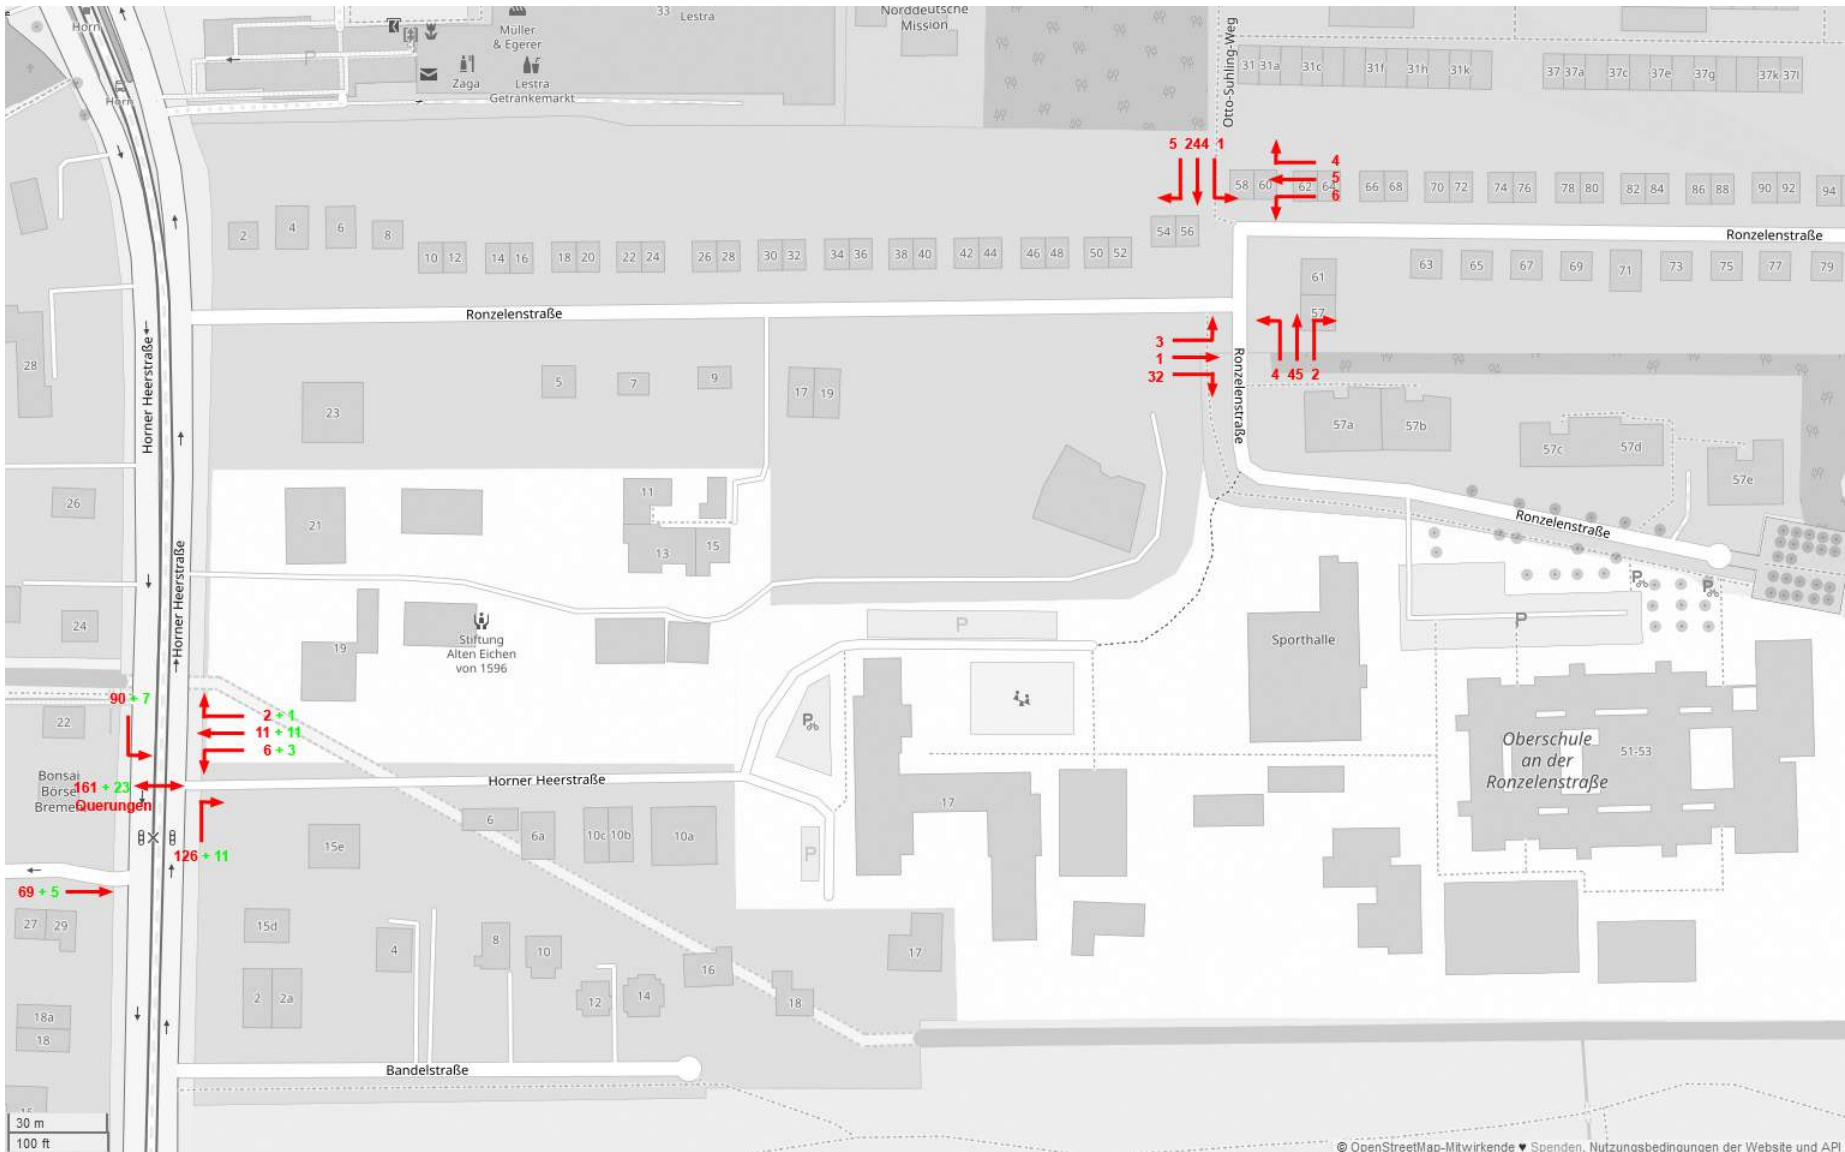 Horn
33
Lestra
Müller
& Egerer
Norddeutsche
Mission
Zaga
Lestra
Getränkemarkt
P
Horn
Otto-Suhling-Weg
31 31a 31c 31f 31h 31k
37 37a 37c 37e 37g 37k 37l
5 244 1
4
5
6
58 60 62 64 66 68 70 72 74 76 78 80 82 84 86 88 90 92 94
2 4 6 8
10 12 14 16 18 20 22 24 26 28 30 32 34 36 38 40 42 44 46 48 50 52 54 56
Ronzelenstraße
61
57
63 65 67 69 71 73 75 77 79
Ronzelenstraße
3
1
32
4 45 2
Ronzelenstraße
Horner Heerstraße
28
23
5 7 9 17 19
57a 57b 57c 57d 57e
26
21
11
13 15
Ronzelenstraße
Horner Heerstraße
24
19
Stiftung
Alten Eichen
von 1596
P
Sporthalle
P
P
P
90 + 7
22
2 + 1
11 + 11
6 + 3
P
Oberschule
an der
Ronzelenstraße
51-53
Bonsai
Börse
Bremen
161 + 23
Querungen
Horner Heerstraße
17
126 + 11
15e
6
6a
10c 10b
10a
P
69 + 5
27 29
15d
4
8
10
16
17
2 2a
12 14
18
18a
18
Bandelstraße
16
30 m
100 ft
© OpenStreetMap-Mitwirkende ♥ Spenden, Nutzungsbedingungen der Website und API